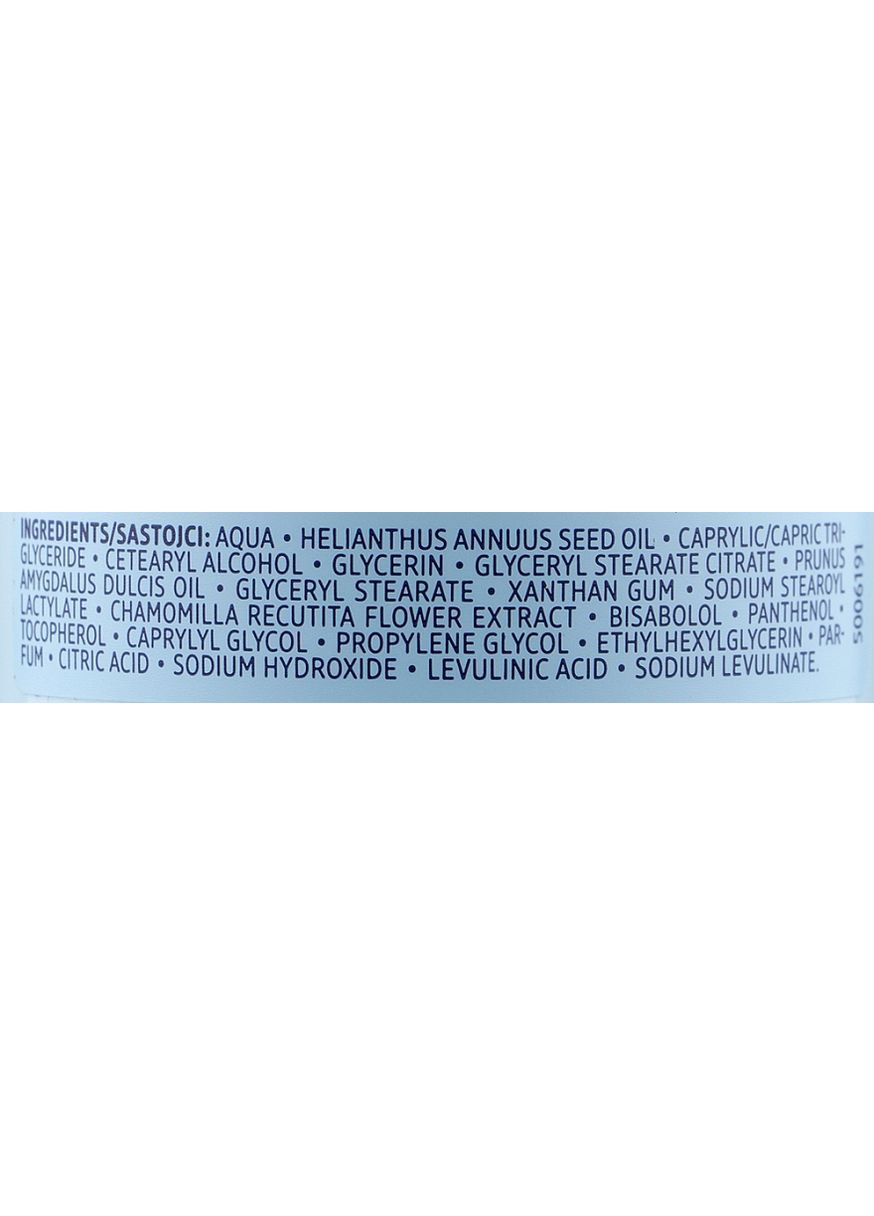 INGREDIENTS/SASTOJCI: AQUA • HELIANTHUS ANNUUS SEED OIL • CAPRYLIC/CAPRIC TRI-
GLYCERIDE • CETEARYL ALCOHOL • GLYCERIN • GLYCERYL STEARATE CITRATE • PRUNUS
AMYGDALUS DULCIS OIL • GLYCERYL STEARATE • XANTHAN GUM • SODIUM STEAROYL
LACTYLATE • CHAMOMILLA RECUTITA FLOWER EXTRACT • BISABOLOL • PANTHENOL •
TOCOPHEROL • CAPRYLYL GLYCOL • PROPYLENE GLYCOL • ETHYLHEXYLGLYCERIN • PAR-
FUM • CITRIC ACID • SODIUM HYDROXIDE • LEVULINIC ACID • SODIUM LEVULINATE.
5006191